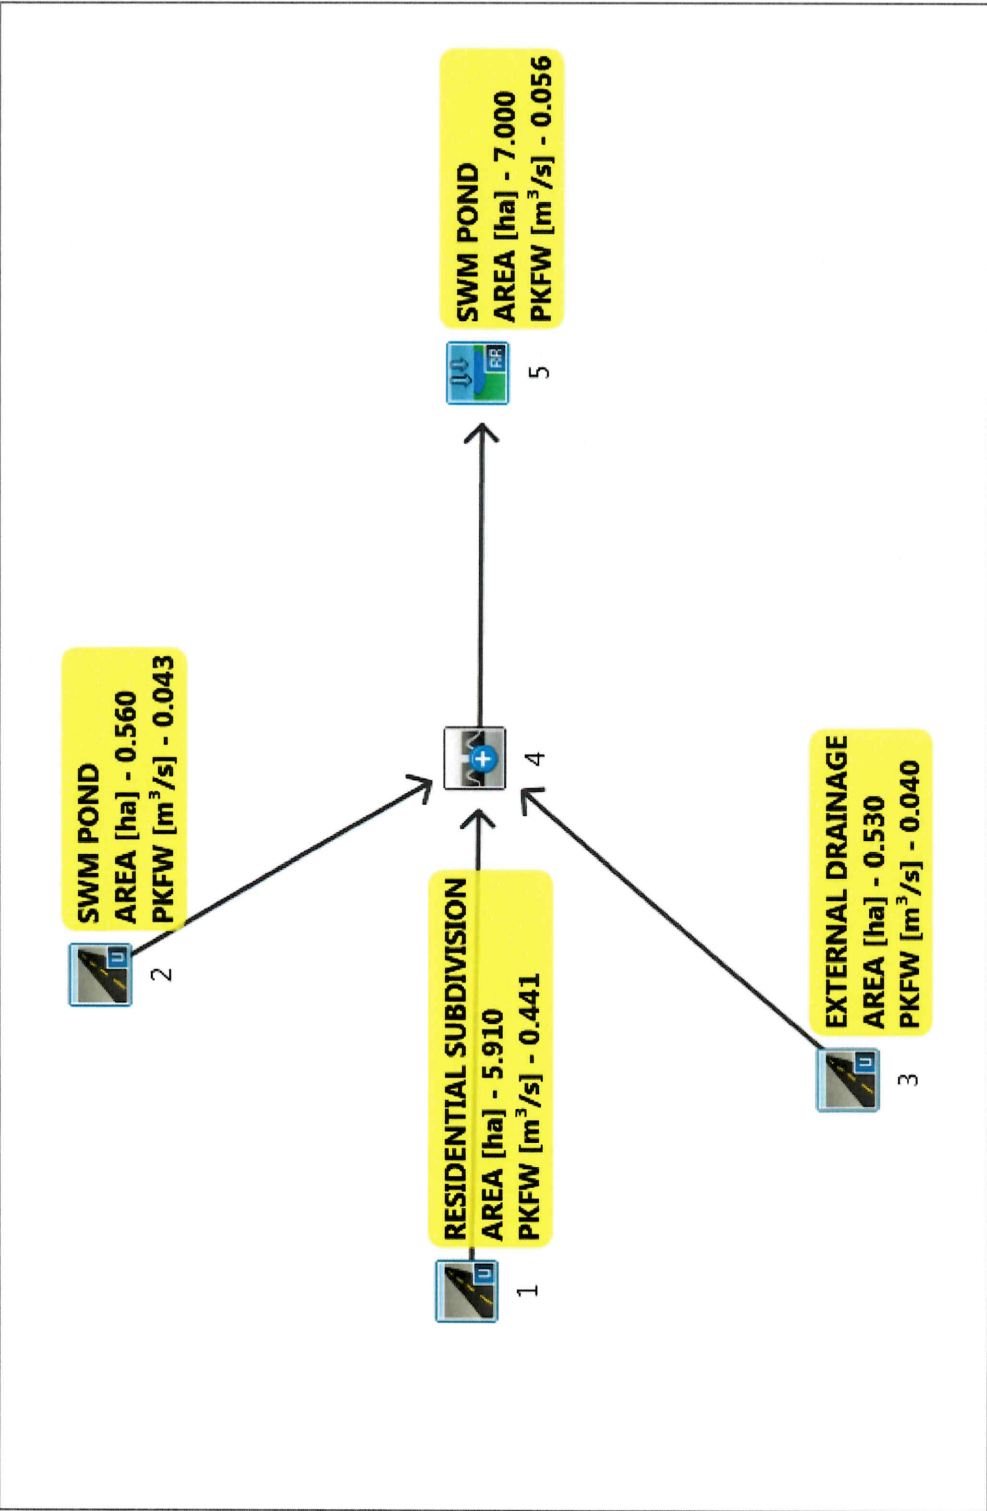 SWM POND
AREA [ha] - 0.560
PKFW [m³/s] - 0.043
2
U
RESIDENTIAL SUBDIVISION
AREA [ha] - 5.910
PKFW [m³/s] - 0.441
1
U
4
SWM POND
AREA [ha] - 7.000
PKFW [m³/s] - 0.056
5
RR
EXTERNAL DRAINAGE
AREA [ha] - 0.530
PKFW [m³/s] - 0.040
3
U